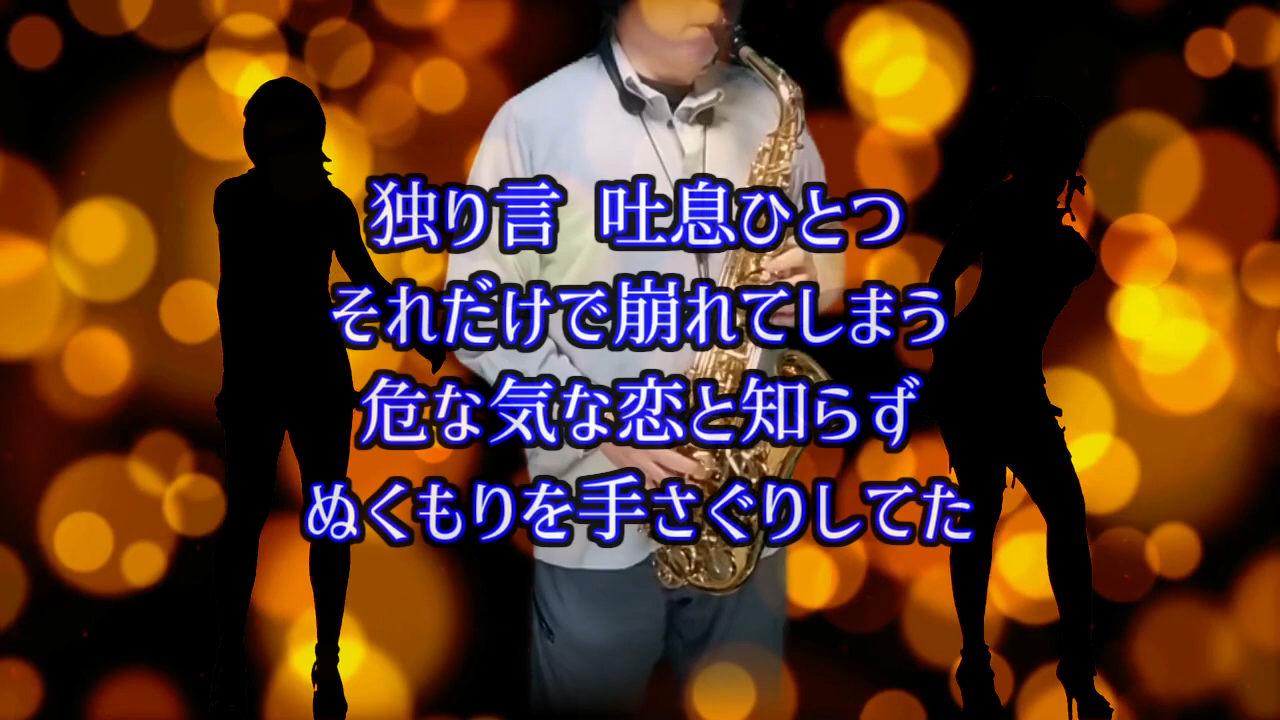 独り言　吐息ひとつ
それだけで崩れてしまう
危な気な恋と知らず
ぬくもりを手さぐりしてた